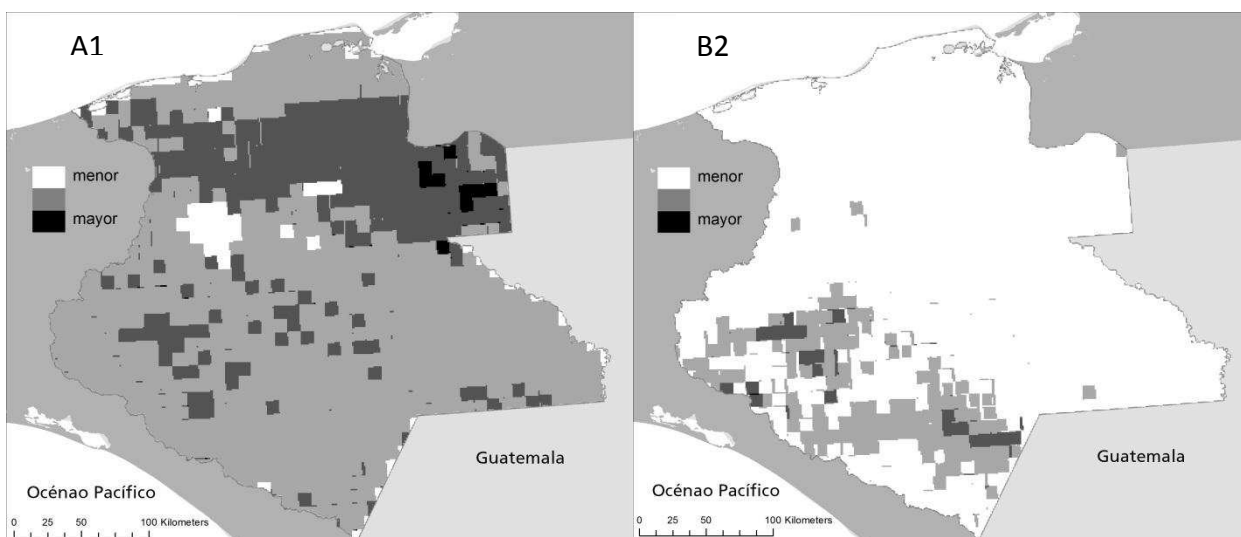 A1
menor
mayor
Guatemala
Océnao Pacífico
0 25 50 100 Kilometers
B2
menor
mayor
Guatemala
Océnao Pacífico
0 25 50 100 Kilometers